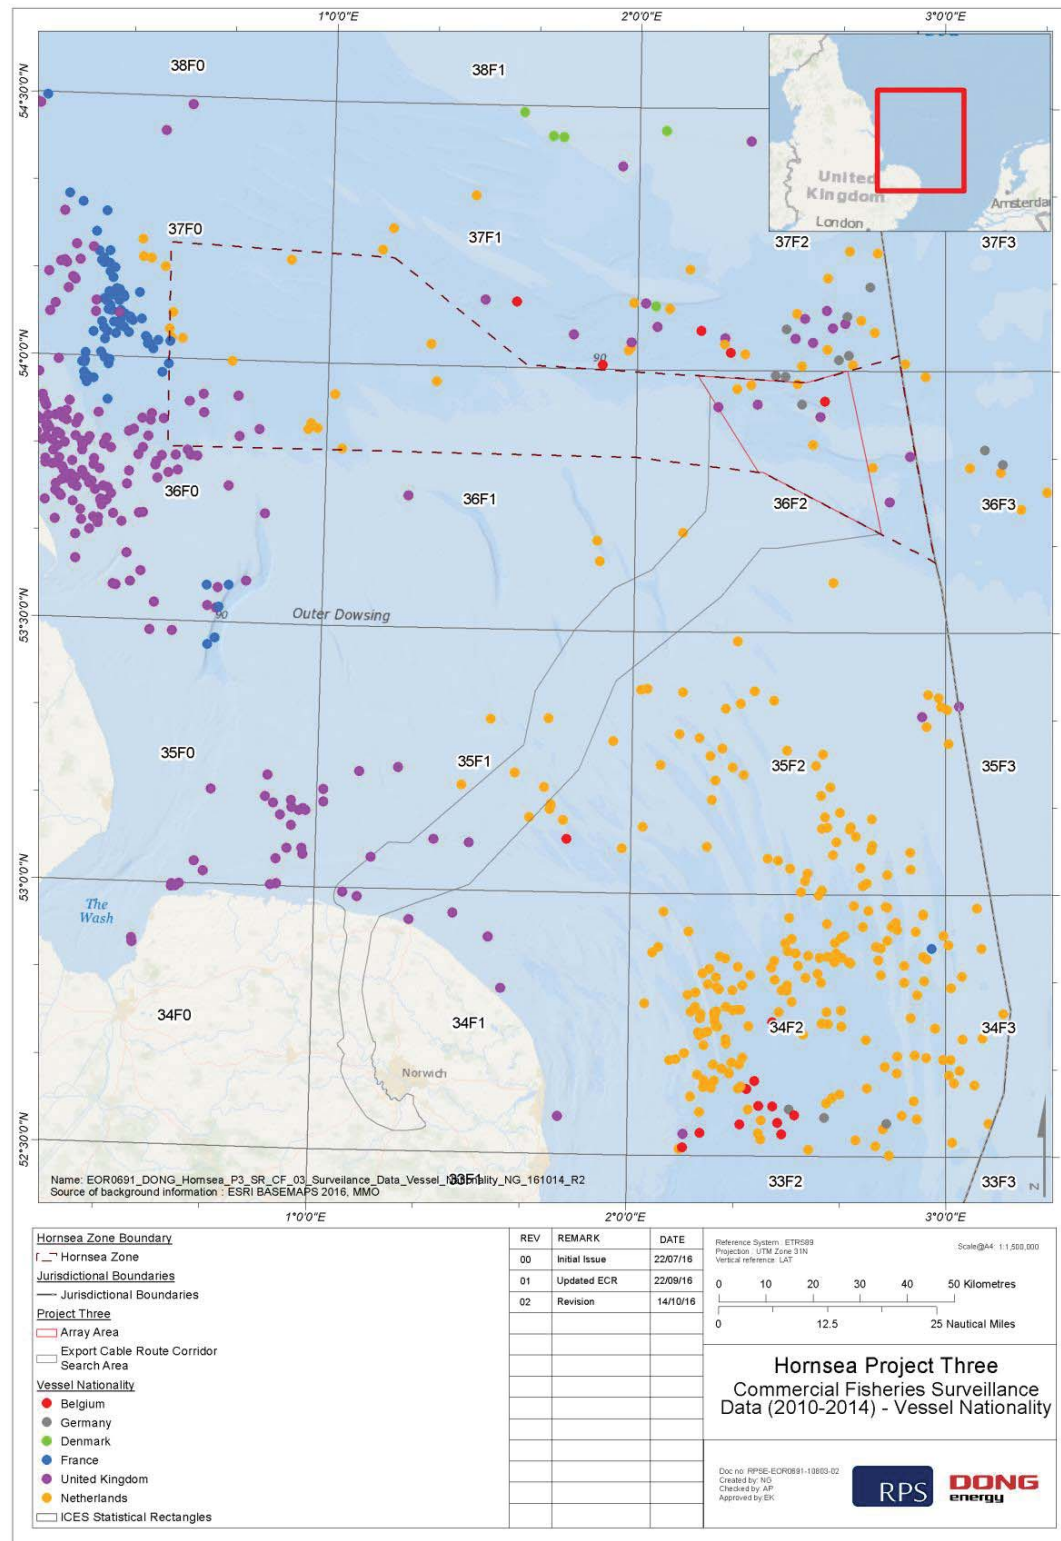 1°0'0"E 2°0'0"E 3°0'0"E
38F0 38F1
54°30'0"N
United Kingdom
Amsterda
London
37F0 37F1 37F2 37F3
54°0'0"N
90
36F0 36F1 36F2 36F3
Outer Dowsing
90
53°30'0"N
35F0 35F1 35F2 35F3
53°0'0"N
The Wash
34F0 34F1 34F2 34F3
Norwich
52°30'0"N
33F1 33F2 33F3
N
Name: EOR0691_DONG_Hornsea_P3_SR_CF_03_Surveilance_Data_Vessel_Nationality_NG_161014_R2
Source of background information : ESRI BASEMAPS 2016, MMO
1°0'0"E 2°0'0"E 3°0'0"E
Hornsea Zone Boundary
Hornsea Zone
Jurisdictional Boundaries
Jurisdictional Boundaries
Project Three
Array Area
Export Cable Route Corridor
Search Area
Vessel Nationality
Belgium
Germany
Denmark
France
United Kingdom
Netherlands
ICES Statistical Rectangles
REV REMARK DATE
00 Initial Issue 22/07/16
01 Updated ECR 22/09/16
02 Revision 14/10/16
Reference System : ETRS89
Projection : UTM Zone 31N
Vertical reference: LAT
Scale@A4: 1:1,500,000
0 10 20 30 40 50 Kilometres
0 12.5 25 Nautical Miles
Hornsea Project Three
Commercial Fisheries Surveillance
Data (2010-2014) - Vessel Nationality
Doc no: RPSE-EOR0691-10803-02
Created by: NG
Checked by: AP
Approved by:EK
RPS
DONG
energy